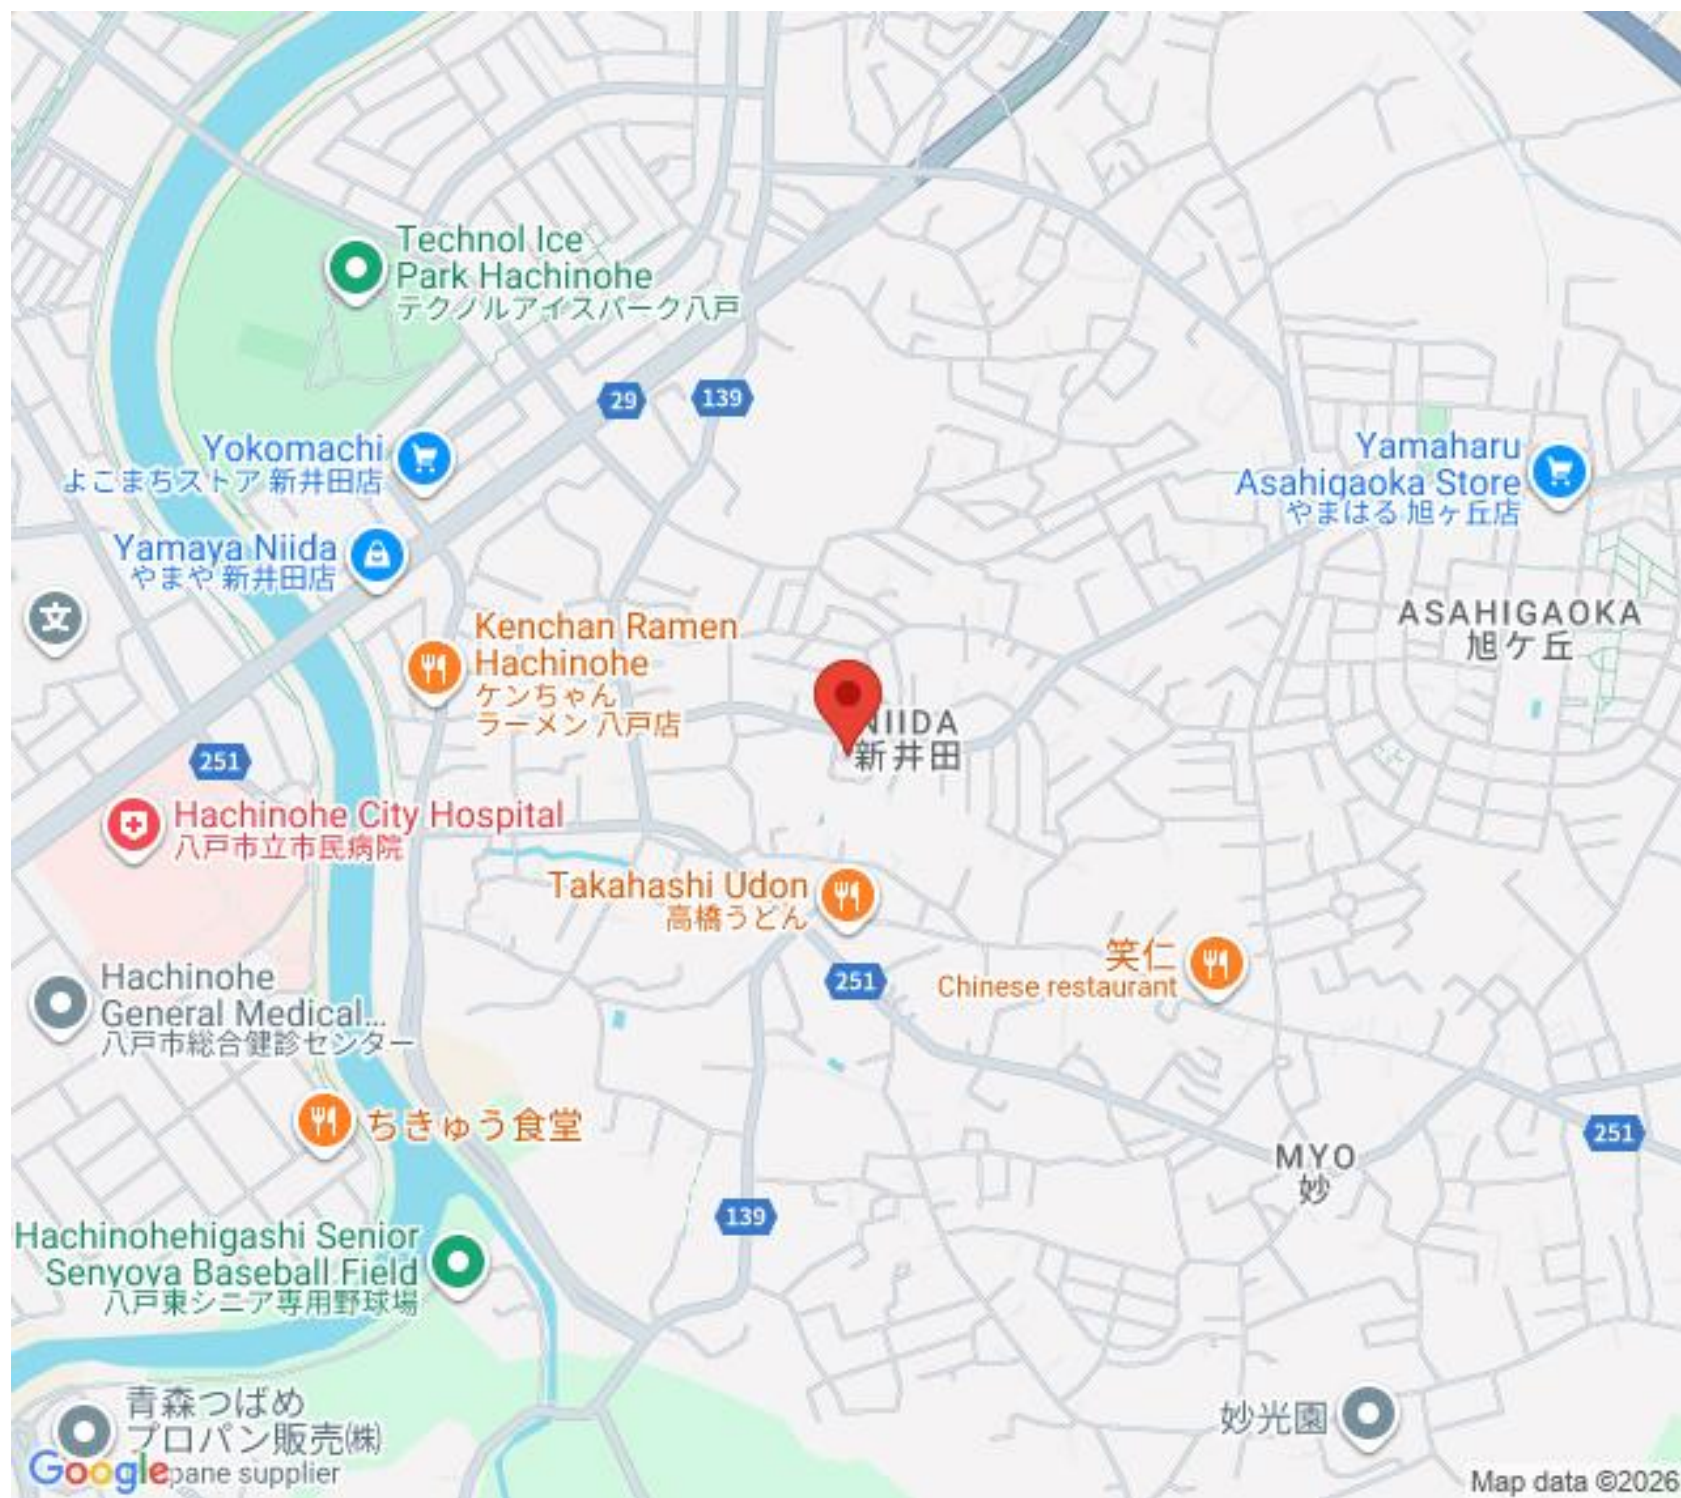 Technol Ice
Park Hachinohe
テクノルアイスパーク八戸
29
139
Yokomachi
よこまちストア 新井田店
Yamaharu
Asahigaoka Store
やまはる 旭ヶ丘店
Yamaya Niida
やまや 新井田店
文
Kenchan Ramen
Hachinohe
ケンちゃん
ラーメン 八戸店
ASAHIGAOKA
旭ケ丘
NIIDA
新井田
251
Hachinohe City Hospital
八戸市立市民病院
Takahashi Udon
高橋うどん
笑仁
Chinese restaurant
251
Hachinohe
General Medical...
八戸市総合健診センター
ちきゅう食堂
251
MYO
妙
139
Hachinohehigashi Senior
Senyoya Baseball Field
八戸東シニア専用野球場
青森つばめ
プロパン販売㈱
pane supplier
妙光園
Google
Map data ©2026